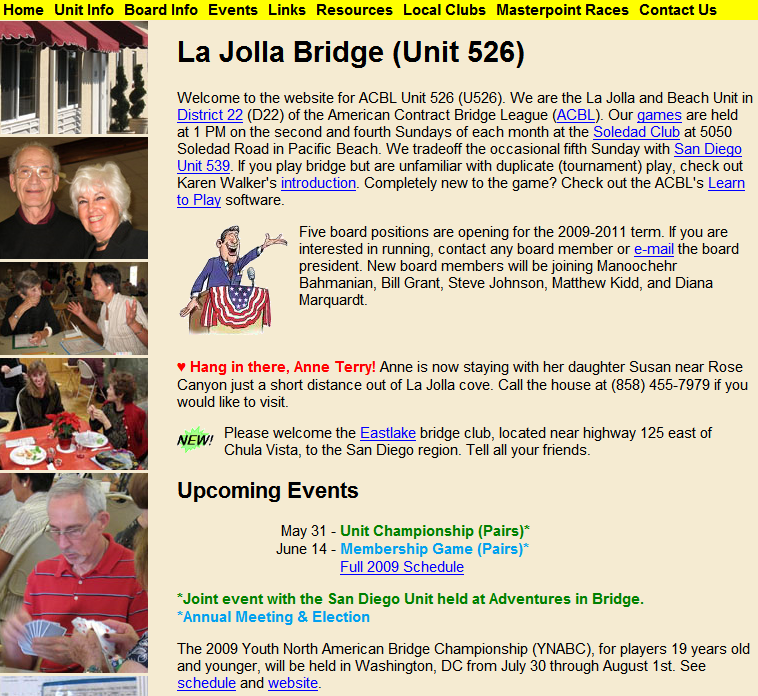 Home Unit Info Board Info Events Links Resources Local Clubs Masterpoint Races Contact Us
La Jolla Bridge (Unit 526)
Welcome to the website for ACBL Unit 526 (U526). We are the La Jolla and Beach Unit in
District 22 (D22) of the American Contract Bridge League (ACBL). Our games are held
at 1 PM on the second and fourth Sundays of each month at the Soledad Club at 5050
Soledad Road in Pacific Beach. We tradeoff the occasional fifth Sunday with San Diego
Unit 539. If you play bridge but are unfamiliar with duplicate (tournament) play, check out
Karen Walker's introduction. Completely new to the game? Check out the ACBL's Learn
to Play software.
Five board positions are opening for the 2009-2011 term. If you are
interested in running, contact any board member or e-mail the board
president. New board members will be joining Manoochehr
Bahmanian, Bill Grant, Steve Johnson, Matthew Kidd, and Diana
Marquardt.
♥ Hang in there, Anne Terry! Anne is now staying with her daughter Susan near Rose
Canyon just a short distance out of La Jolla cove. Call the house at (858) 455-7979 if you
would like to visit.
NEW! Please welcome the Eastlake bridge club, located near highway 125 east of
Chula Vista, to the San Diego region. Tell all your friends.
Upcoming Events
May 31 - Unit Championship (Pairs)*
June 14 - Membership Game (Pairs)*
Full 2009 Schedule
*Joint event with the San Diego Unit held at Adventures in Bridge.
*Annual Meeting & Election
The 2009 Youth North American Bridge Championship (YNABC), for players 19 years old
and younger, will be held in Washington, DC from July 30 through August 1st. See
schedule and website.